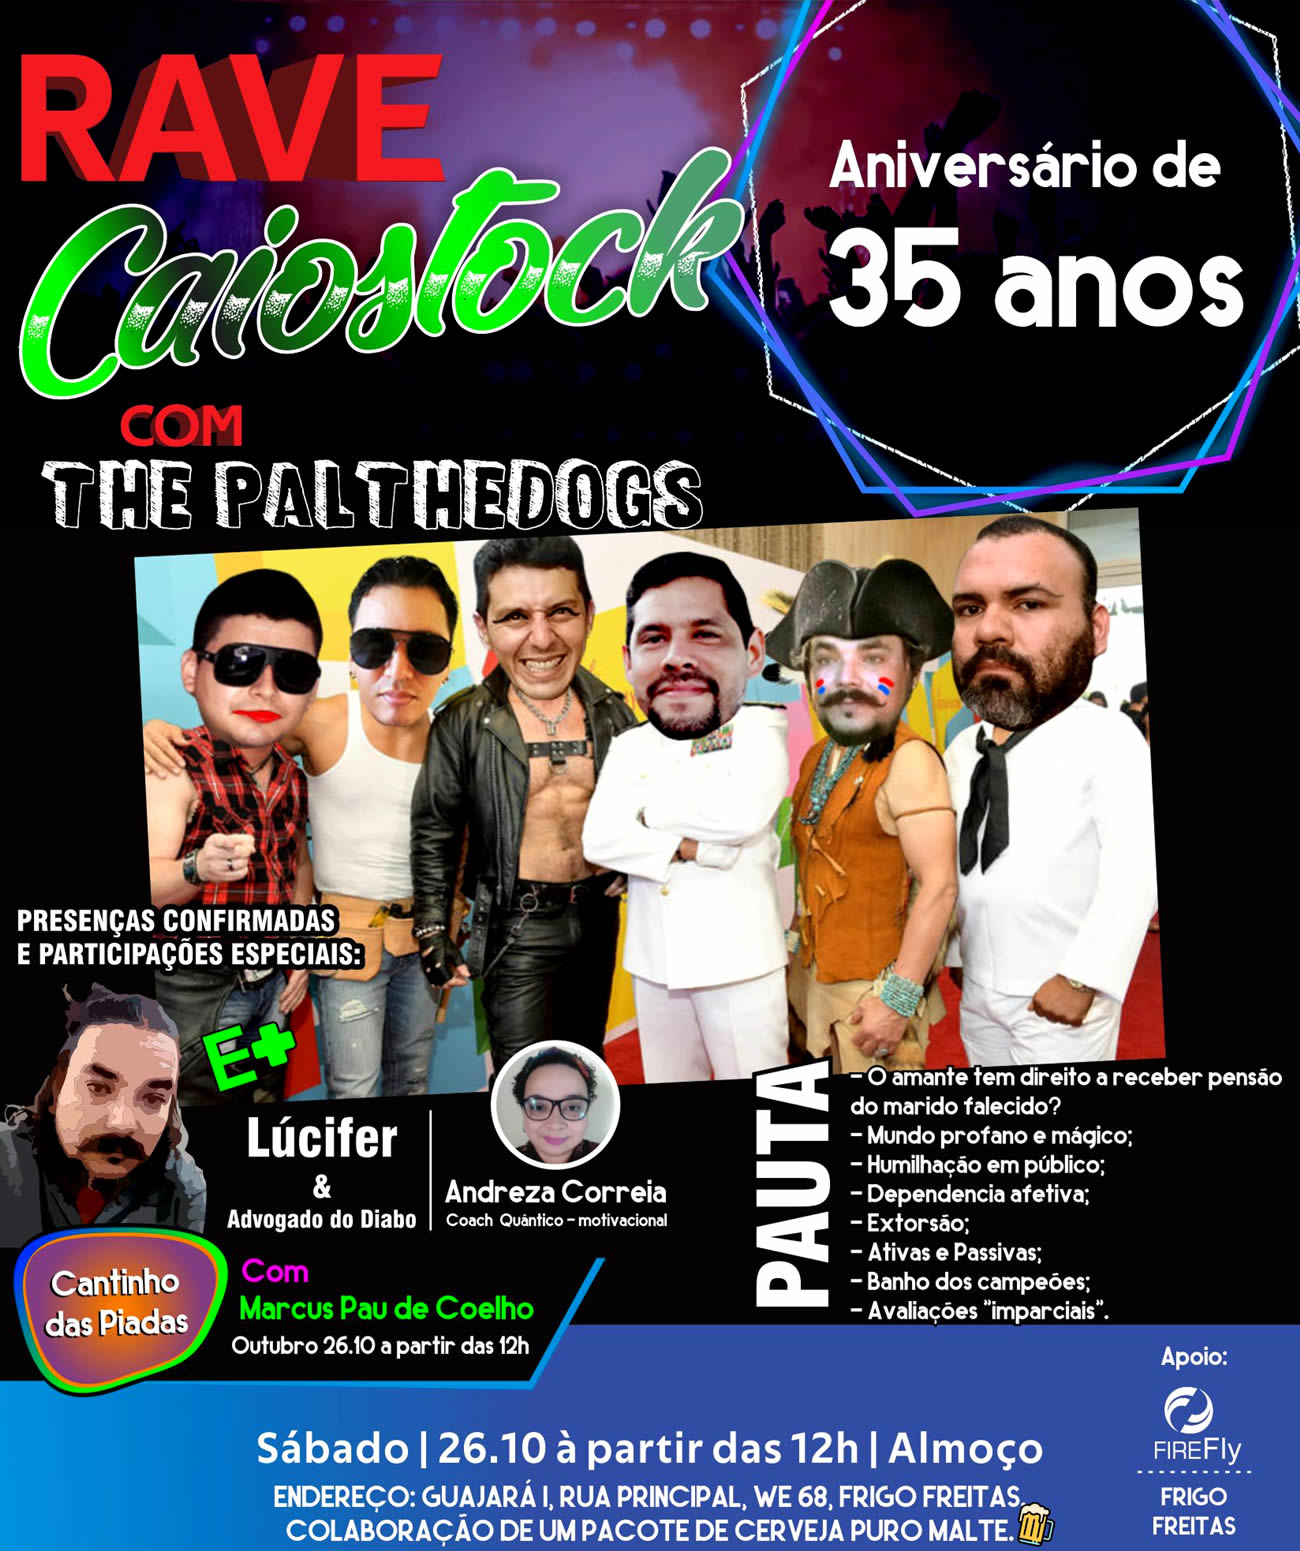 RAVE
Caiostock
Aniversário de
35 anos
COM
THE PALTHEDOGS
PRESENÇAS CONFIRMADAS
E PARTICIPAÇÕES ESPECIAIS:
E+
Lúcifer
&
Advogado do Diabo
Andreza Correia
Coach Quântico - motivacional
Cantinho
das Piadas
Com
Marcus Pau de Coelho
Outubro 26.10 a partir das 12h
PAUTA
- O amante tem direito a receber pensão
do marido falecido?
- Mundo profano e mágico;
- Humilhação em público;
- Dependencia afetiva;
- Extorsão;
- Ativas e Passivas;
- Banho dos campeões;
- Avaliações "imparciais".
Sábado | 26.10 à partir das 12h | Almoço
ENDEREÇO: GUAJARÁ I, RUA PRINCIPAL, WE 68, FRIGO FREITAS.
COLABORAÇÃO DE UM PACOTE DE CERVEJA PURO MALTE.
Apoio:
FIREFly
FRIGO
FREITAS